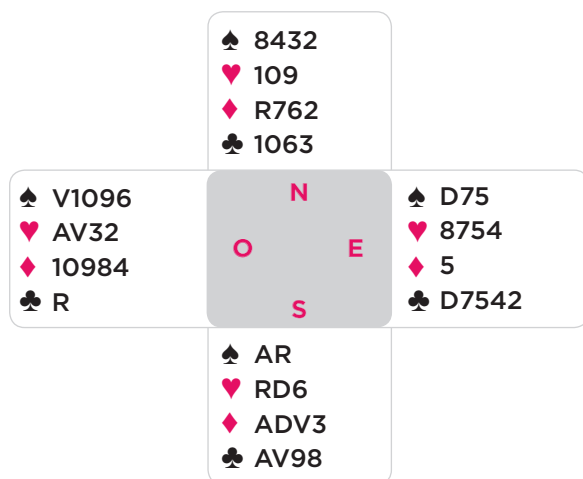 ♠ 8432
♥ 109
♦ R762
♣ 1063
♠ V1096
♥ AV32
♦ 10984
♣ R
N
O E
S
♠ D75
♥ 8754
♦ 5
♣ D7542
♠ AR
♥ RD6
♦ ADV3
♣ AV98